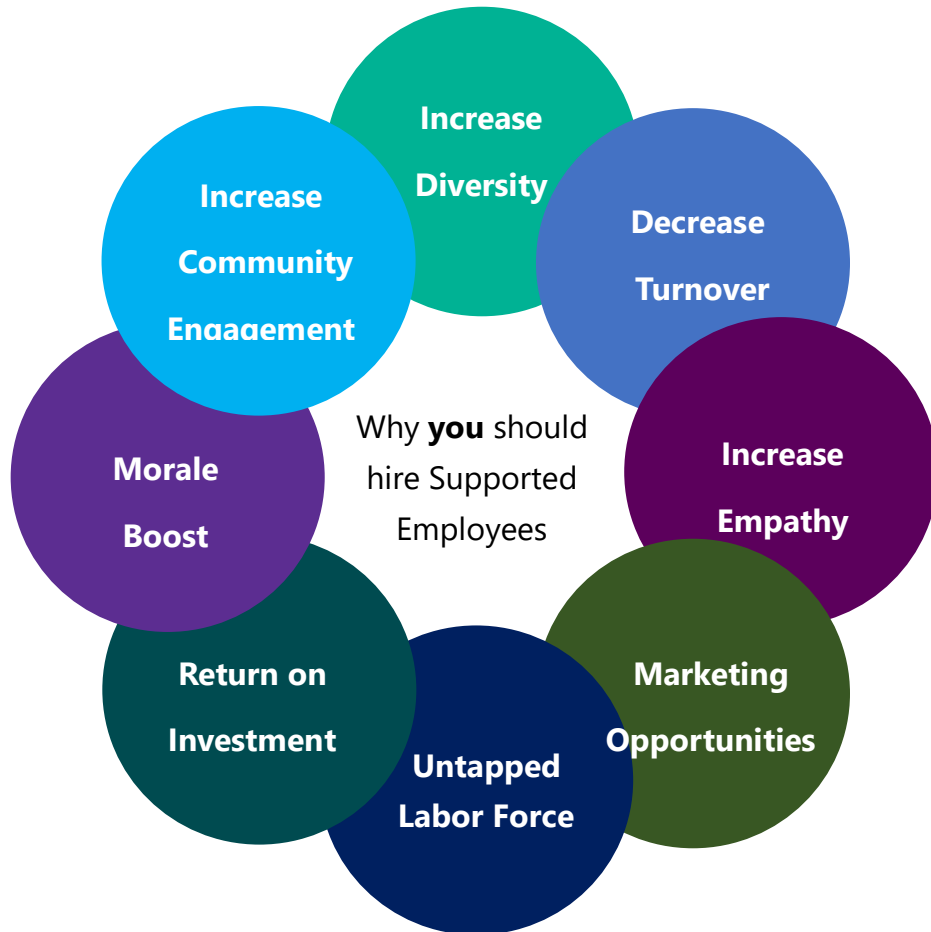 Increase
Diversity
Decrease
Turnover
Increase
Empathy
Marketing
Opportunities
Untapped
Labor Force
Return on
Investment
Morale
Boost
Increase
Community
Engagement
Why you should
hire Supported
Employees